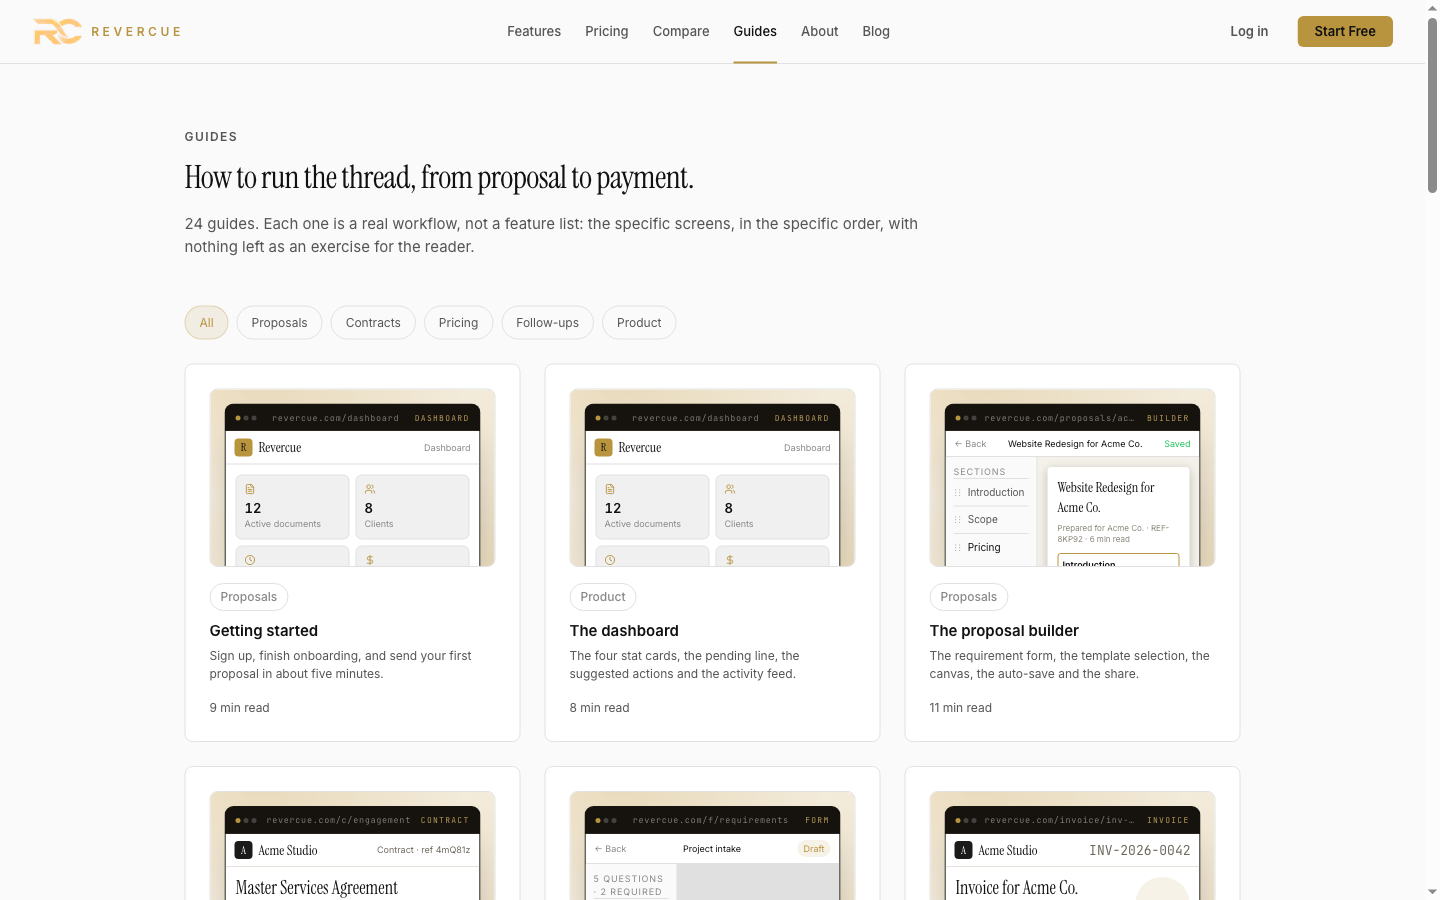 REVERCUE
Features
Pricing
Compare
Guides
About
Blog
Log in
Start Free
GUIDES
How to run the thread, from proposal to payment.
24 guides. Each one is a real workflow, not a feature list: the specific screens, in the specific order, with
nothing left as an exercise for the reader.
All
Proposals
Contracts
Pricing
Follow-ups
Product
revercue.com/dashboard DASHBOARD
R Revercue Dashboard
12
Active documents
8
Clients
Proposals
Getting started
Sign up, finish onboarding, and send your first
proposal in about five minutes.
9 min read
revercue.com/dashboard DASHBOARD
R Revercue Dashboard
12
Active documents
8
Clients
Product
The dashboard
The four stat cards, the pending line, the
suggested actions and the activity feed.
8 min read
revercue.com/proposals/ac… BUILDER
← Back Website Redesign for Acme Co. Saved
SECTIONS
Introduction
Scope
Pricing
Website Redesign for
Acme Co.
Prepared for Acme Co. · REF-
8KP92 · 6 min read
Introduction
Proposals
The proposal builder
The requirement form, the template selection, the
canvas, the auto-save and the share.
11 min read
revercue.com/c/engagement CONTRACT
A Acme Studio Contract · ref 4mQ81z
Master Services Agreement
revercue.com/f/requirements FORM
← Back Project intake Draft
5 QUESTIONS
· 2 REQUIRED
revercue.com/invoice/inv-… INVOICE
A Acme Studio INV-2026-0042
Invoice for Acme Co.